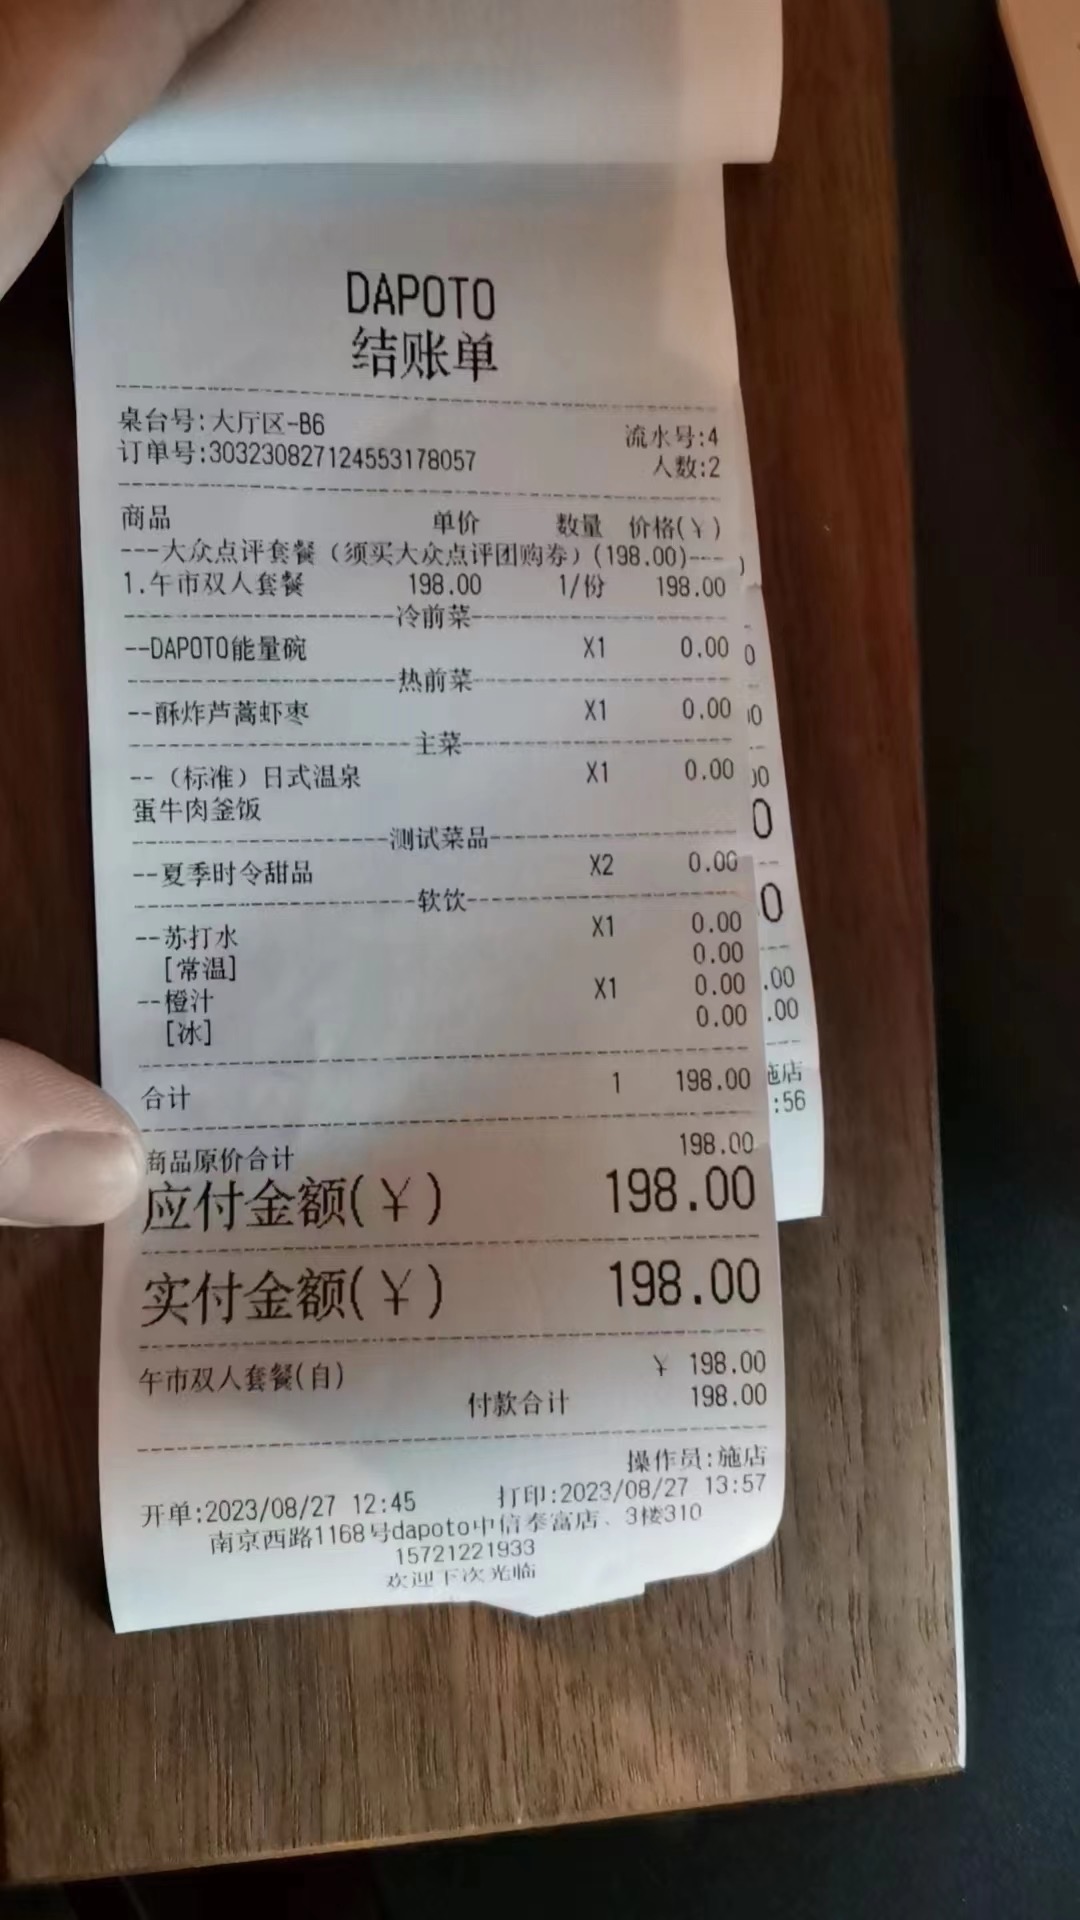 DAPOTO
结账单
桌台号:大厅区-B6 流水号:4
订单号:303230827124553178057 人数:2
商品 单价 数量 价格(¥)
---大众点评套餐（须买大众点评团购券）(198.00)---
1.午市双人套餐 198.00 1/份 198.00
冷前菜
--DAPOTO能量碗 X1 0.00
热前菜
--酥炸芦蒿虾枣 X1 0.00
主菜
--（标准）日式温泉 X1 0.00
蛋牛肉釜饭
测试菜品
--夏季时令甜品 X2 0.00
软饮
--苏打水 X1 0.00
[常温] 0.00
--橙汁 X1 0.00
[冰] 0.00
合计 1 198.00
商品原价合计 198.00
应付金额(¥) 198.00
实付金额(¥) 198.00
午市双人套餐(自) ¥ 198.00
付款合计 198.00
操作员:施店
开单:2023/08/27 12:45 打印:2023/08/27 13:57
南京西路1168号dapoto中信泰富店、3楼310
15721221933
欢迎下次光临
)
0
00
00
0
0
.00
.00
施店
:56